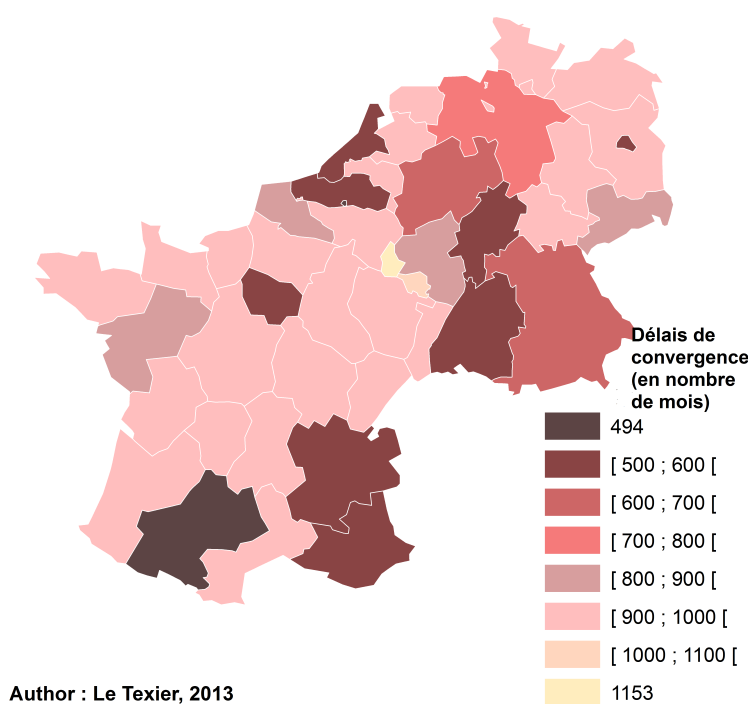 Délais de
convergence
(en nombre
de mois)
494
[ 500 ; 600 [
[ 600 ; 700 [
[ 700 ; 800 [
[ 800 ; 900 [
[ 900 ; 1000 [
[ 1000 ; 1100 [
1153
Author : Le Texier, 2013